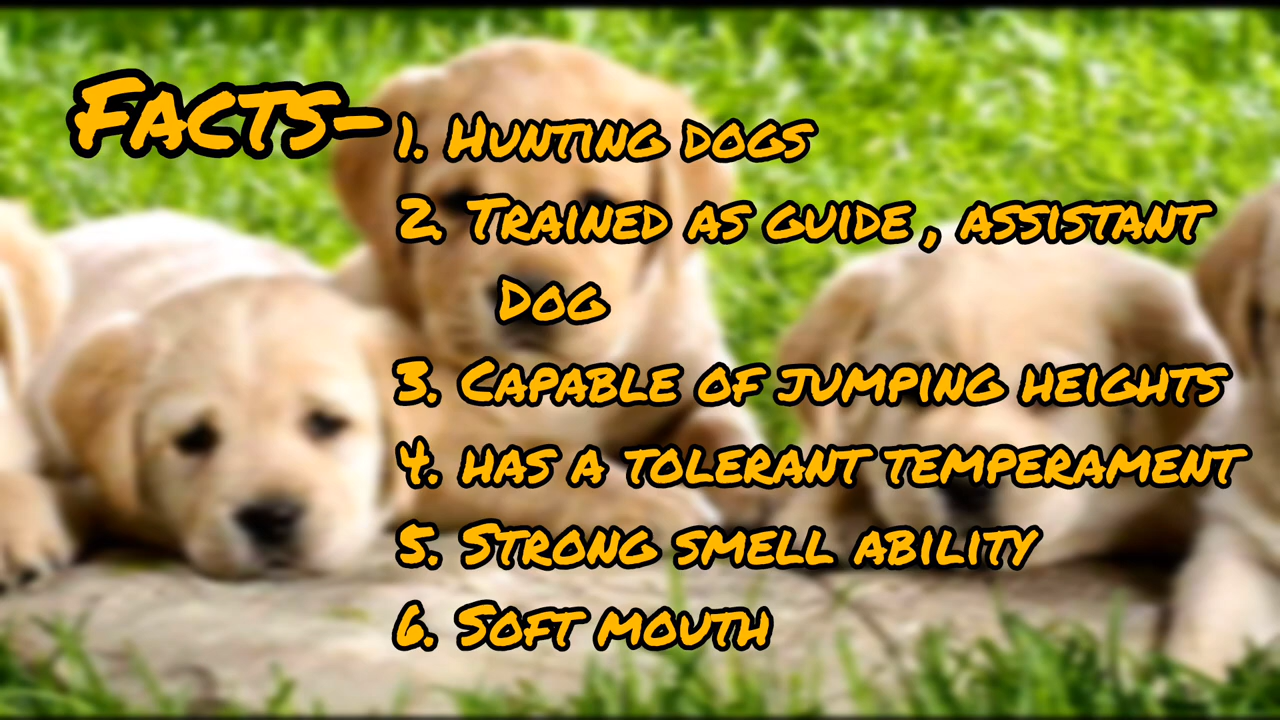 Facts-
1. Hunting dogs
2. Trained as guide, assistant
Dog
3. Capable of jumping heights
4. has a tolerant temperament
5. Strong smell ability
6. Soft mouth